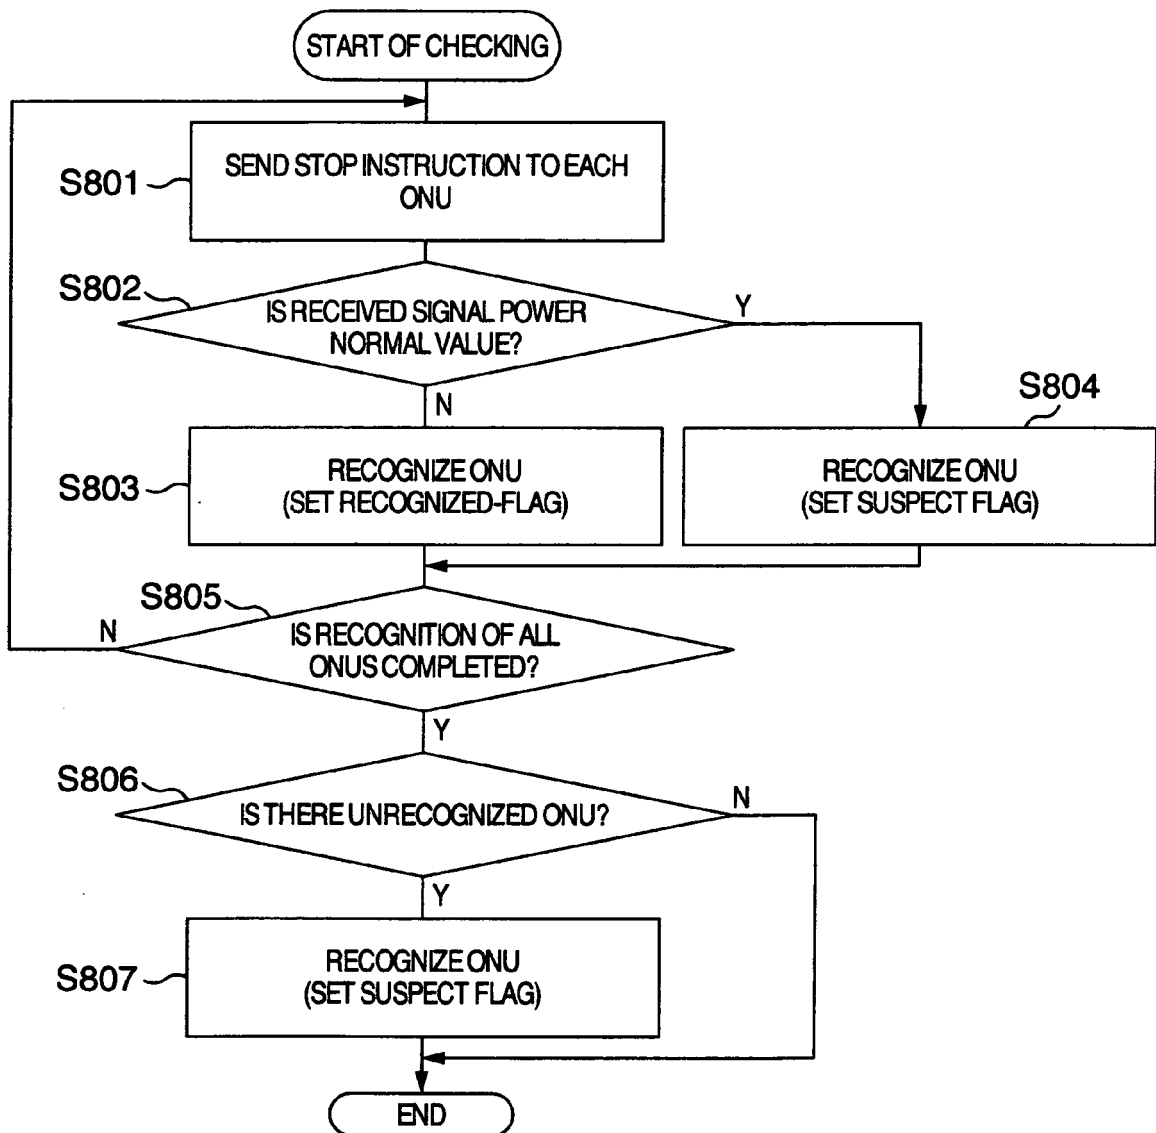 START OF CHECKING
S801
SEND STOP INSTRUCTION TO EACH
ONU
S802
IS RECEIVED SIGNAL POWER
NORMAL VALUE?
Y
N
S803
RECOGNIZE ONU
(SET RECOGNIZED-FLAG)
S804
RECOGNIZE ONU
(SET SUSPECT FLAG)
S805
N
IS RECOGNITION OF ALL
ONUS COMPLETED?
Y
S806
IS THERE UNRECOGNIZED ONU?
N
Y
S807
RECOGNIZE ONU
(SET SUSPECT FLAG)
END